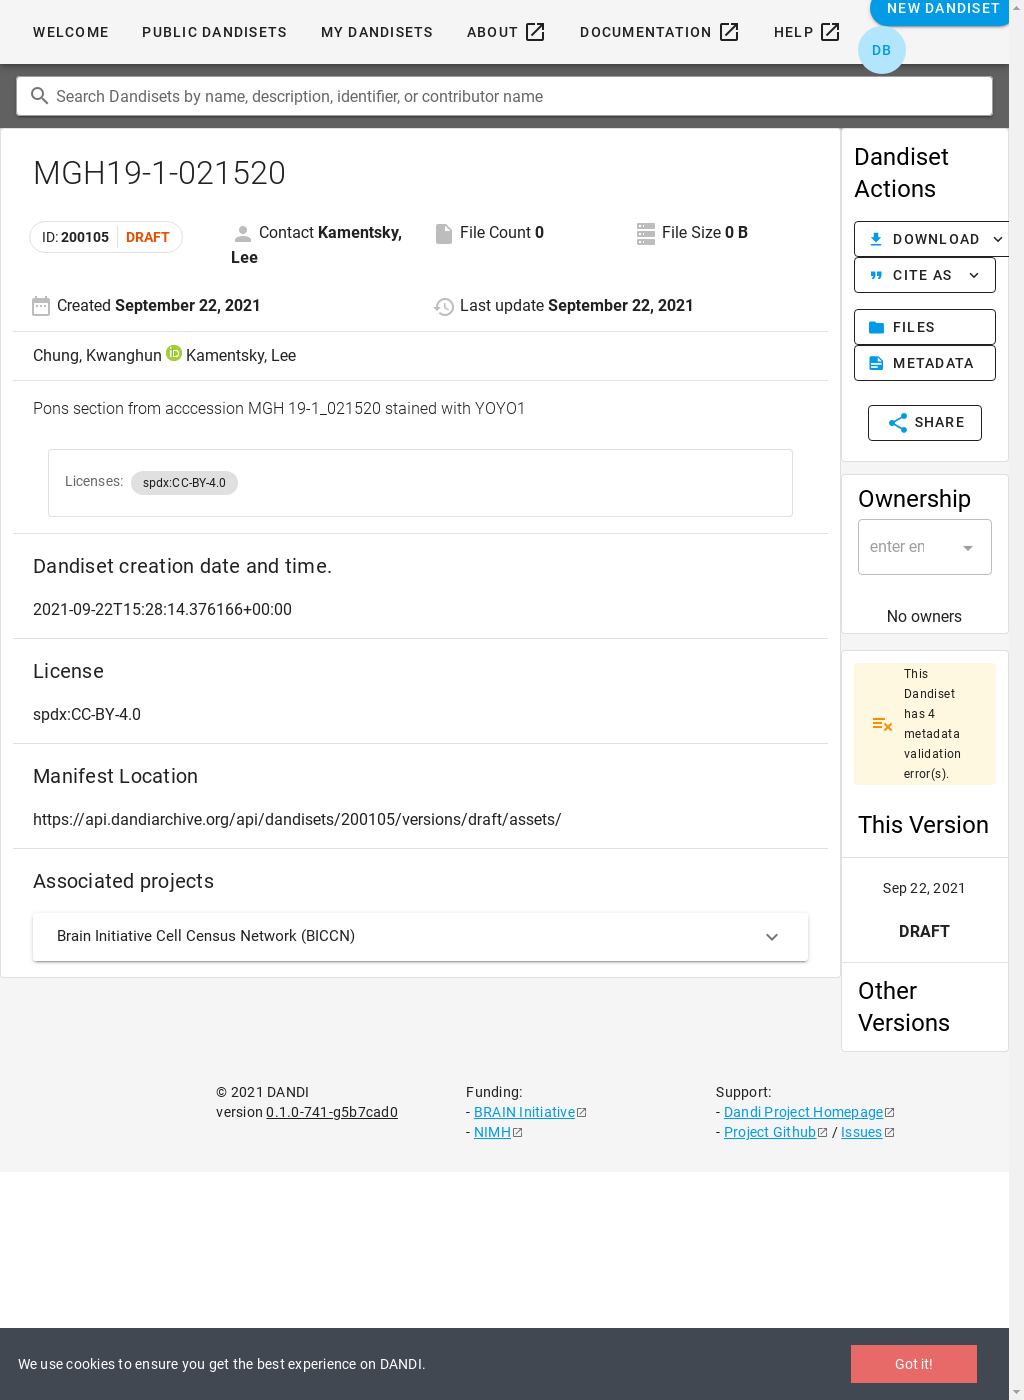 WELCOME PUBLIC DANDISETS MY DANDISETS ABOUT DOCUMENTATION HELP NEW DANDISET
DB
Search Dandisets by name, description, identifier, or contributor name
MGH19-1-021520
ID: 200105 DRAFT
Contact Kamentsky,
Lee
File Count 0
File Size 0 B
Created September 22, 2021
Last update September 22, 2021
Chung, Kwanghun iD Kamentsky, Lee
Pons section from acccession MGH 19-1_021520 stained with YOYO1
Licenses: spdx:CC-BY-4.0
Dandiset creation date and time.
2021-09-22T15:28:14.376166+00:00
License
spdx:CC-BY-4.0
Manifest Location
https://api.dandiarchive.org/api/dandisets/200105/versions/draft/assets/
Associated projects
Brain Initiative Cell Census Network (BICCN)
Dandiset
Actions
DOWNLOAD
CITE AS
FILES
METADATA
SHARE
Ownership
enter en
No owners
This
Dandiset
has 4
metadata
validation
error(s).
This Version
Sep 22, 2021
DRAFT
Other
Versions
© 2021 DANDI
version 0.1.0-741-g5b7cad0
Funding:
- BRAIN Initiative
- NIMH
Support:
- Dandi Project Homepage
- Project Github / Issues
We use cookies to ensure you get the best experience on DANDI.
Got it!